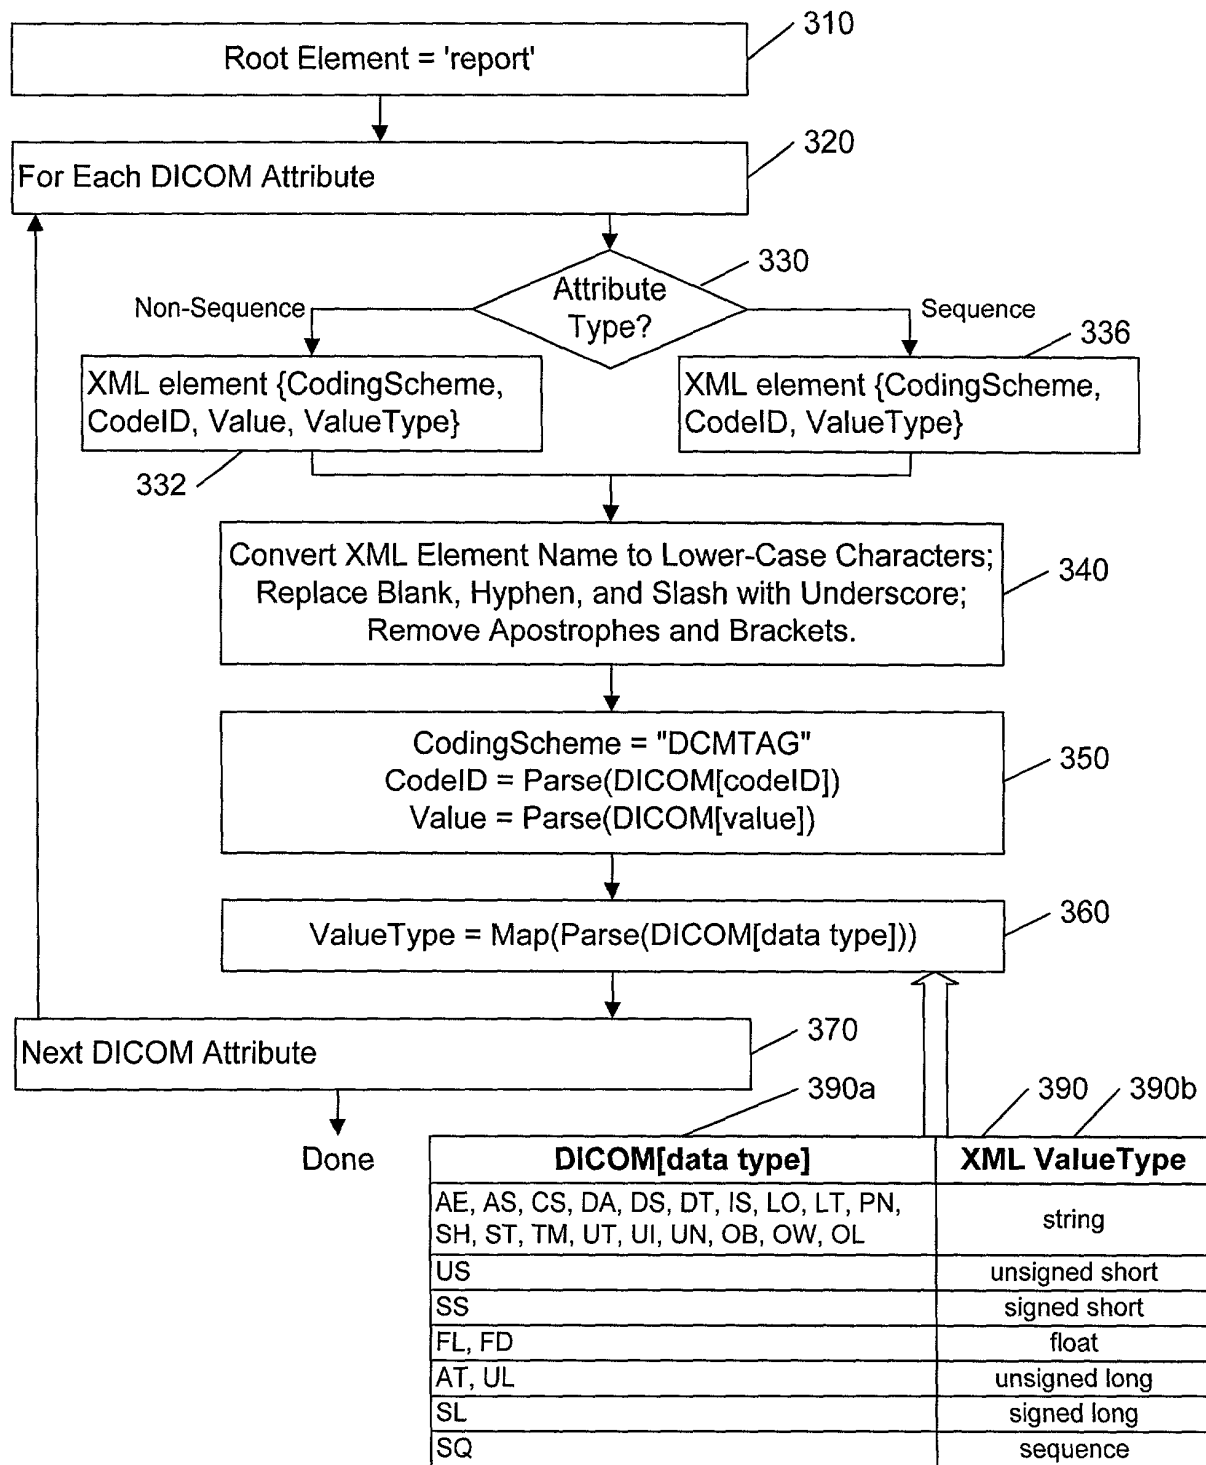 310
Root Element = 'report'
320
For Each DICOM Attribute
330
Attribute
Type?
Non-Sequence
Sequence
336
XML element {CodingScheme,
CodeID, Value, ValueType}
XML element {CodingScheme,
CodeID, ValueType}
332
Convert XML Element Name to Lower-Case Characters;
Replace Blank, Hyphen, and Slash with Underscore;
Remove Apostrophes and Brackets.
340
CodingScheme = "DCMTAG"
CodeID = Parse(DICOM[codeID])
Value = Parse(DICOM[value])
350
ValueType = Map(Parse(DICOM[data type]))
360
Next DICOM Attribute
370
Done
390a
390
390b
DICOM[data type] XML ValueType
AE, AS, CS, DA, DS, DT, IS, LO, LT, PN,
SH, ST, TM, UT, UI, UN, OB, OW, OL
string
US unsigned short
SS signed short
FL, FD float
AT, UL unsigned long
SL signed long
SQ sequence